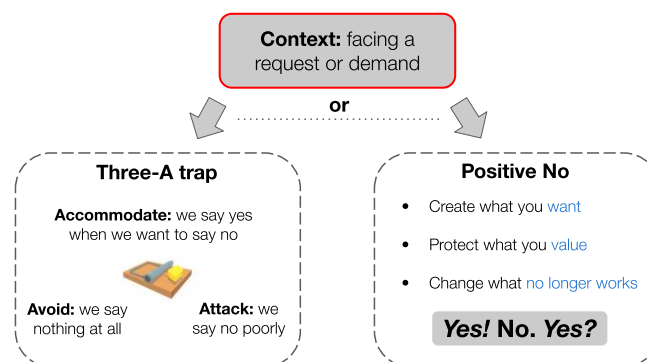 Context: facing a
request or demand
or
Three-A trap
Accommodate: we say yes
when we want to say no
Avoid: we say
nothing at all
Attack: we
say no poorly
Positive No
• Create what you want
• Protect what you value
• Change what no longer works
Yes! No. Yes?